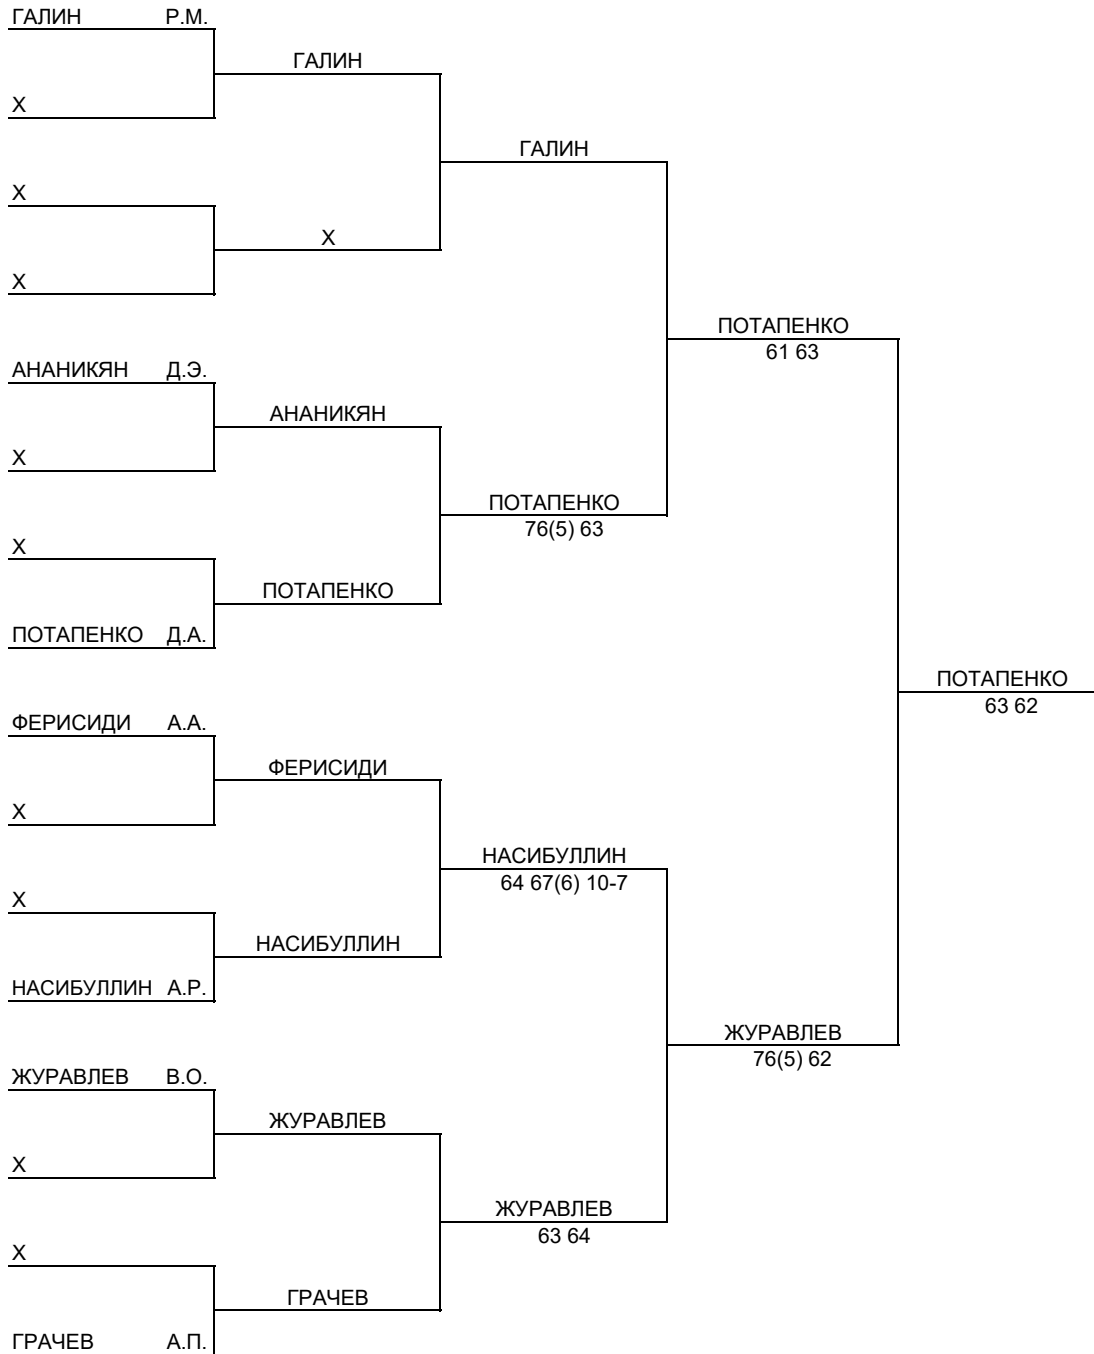 ГАЛИН Р.М.
ГАЛИН
X
ГАЛИН
X
X
X
ПОТАПЕНКО
61 63
АНАНИКЯН Д.Э.
АНАНИКЯН
X
ПОТАПЕНКО
76(5) 63
X
ПОТАПЕНКО
ПОТАПЕНКО Д.А.
ПОТАПЕНКО
63 62
ФЕРИСИДИ А.А.
ФЕРИСИДИ
X
НАСИБУЛЛИН
64 67(6) 10-7
X
НАСИБУЛЛИН
НАСИБУЛЛИН А.Р.
ЖУРАВЛЕВ
76(5) 62
ЖУРАВЛЕВ В.О.
ЖУРАВЛЕВ
X
ЖУРАВЛЕВ
63 64
X
ГРАЧЕВ
ГРАЧЕВ А.П.